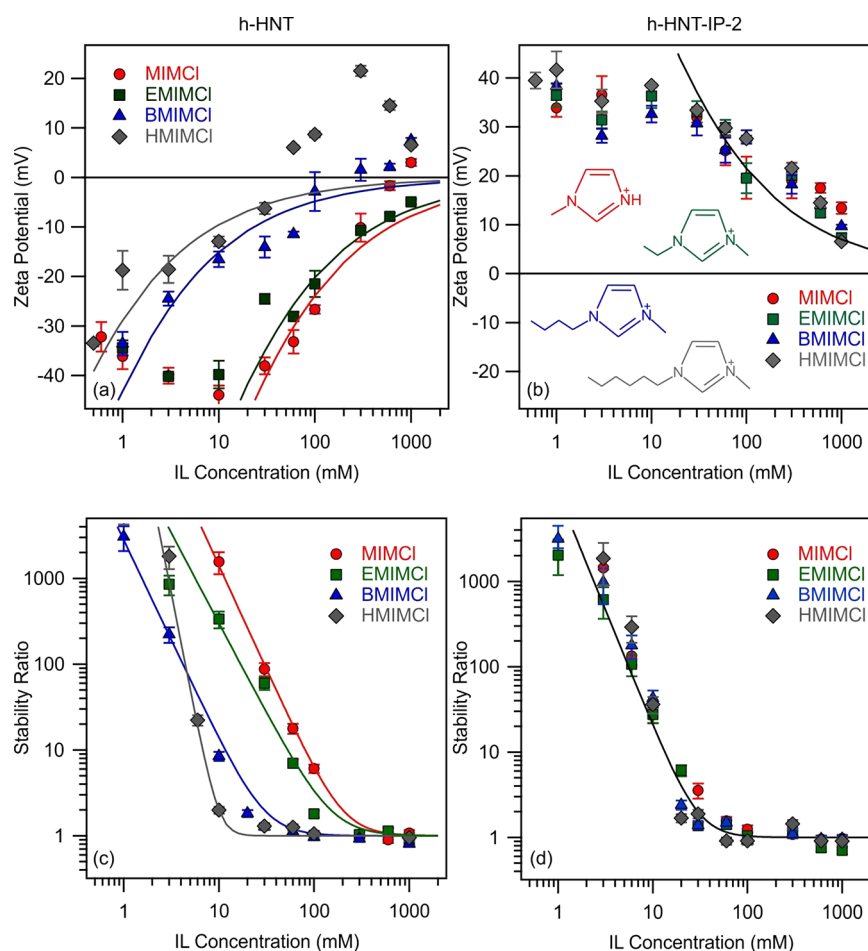 h-HNT
h-HNT-IP-2
MIMCl
EMIMCl
BMIMCl
HMIMCl
20
10
0
-10
-20
-30
-40
Zeta Potential (mV)
(a)
1
10
100
1000
IL Concentration (mM)
40
30
20
10
0
-10
-20
Zeta Potential (mV)
N
+
NH
N
+
N
N
+
N
N
+
N
MIMCl
EMIMCl
BMIMCl
HMIMCl
(b)
1
10
100
1000
IL Concentration (mM)
MIMCl
EMIMCl
BMIMCl
HMIMCl
1000
100
10
1
Stability Ratio
(c)
1
10
100
1000
IL Concentration (mM)
MIMCl
EMIMCl
BMIMCl
HMIMCl
1000
100
10
1
Stability Ratio
(d)
1
10
100
1000
IL Concentration (mM)